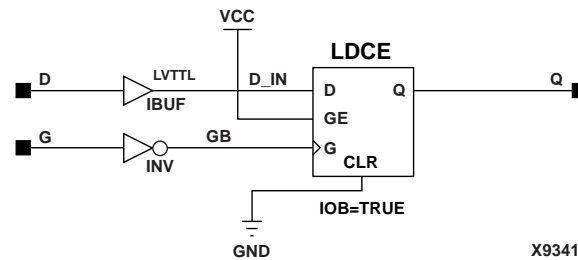 VCC
LDCE
D
LVTTL
D_IN
IBUF
D
Q
Q
GE
G
GB
INV
G
CLR
IOB=TRUE
GND
X9341